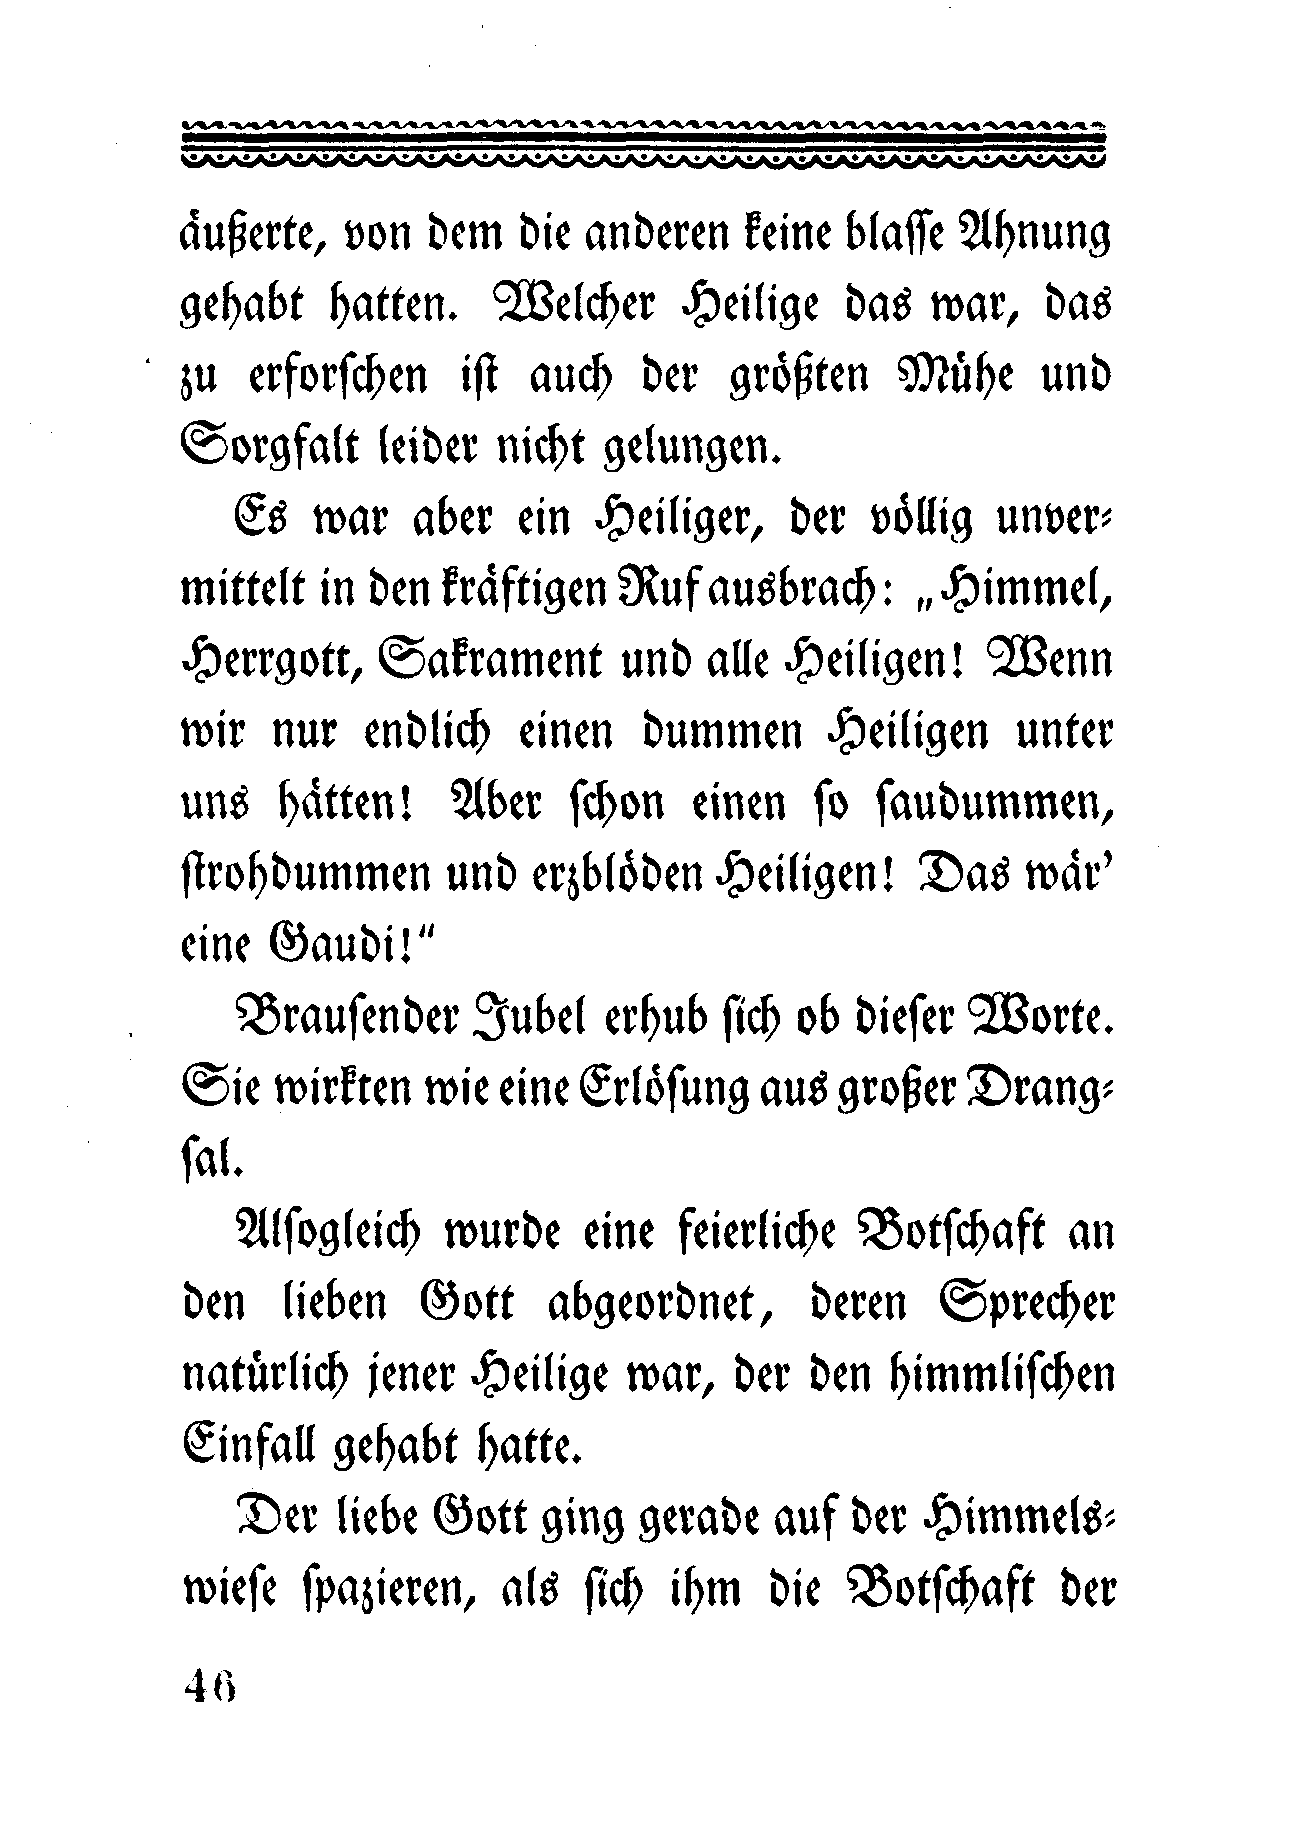 äußerte, von dem die anderen keine blasse Ahnung
gehabt hatten. Welcher Heilige das war, das
zu erforschen ist auch der größten Mühe und
Sorgfalt leider nicht gelungen.
Es war aber ein Heiliger, der völlig unver-
mittelt in den kräftigen Ruf ausbrach: „Himmel,
Herrgott, Sakrament und alle Heiligen! Wenn
wir nur endlich einen dummen Heiligen unter
uns hätten! Aber schon einen so saudummen,
strohdummen und erzblöden Heiligen! Das wär’
eine Gaudi!“
Brausender Jubel erhub sich ob dieser Worte.
Sie wirkten wie eine Erlösung aus großer Drang-
sal.
Alsogleich wurde eine feierliche Botschaft an
den lieben Gott abgeordnet, deren Sprecher
natürlich jener Heilige war, der den himmlischen
Einfall gehabt hatte.
Der liebe Gott ging gerade auf der Himmels-
wiese spazieren, als sich ihm die Botschaft der
46